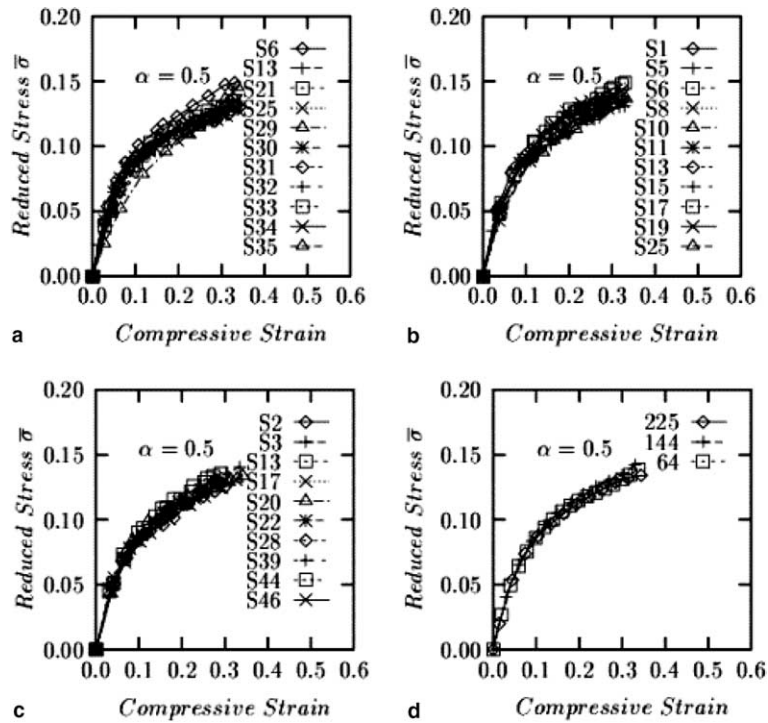 0.20
0.15
0.10
0.05
0.00
Reduced Stress σ̅
α = 0.5
S6
S13
S21
S25
S29
S30
S31
S32
S33
S34
S35
0.0 0.1 0.2 0.3 0.4 0.5 0.6
Compressive Strain
a
0.20
0.15
0.10
0.05
0.00
Reduced Stress σ̅
α = 0.5
S1
S5
S6
S8
S10
S11
S13
S15
S17
S19
S25
0.0 0.1 0.2 0.3 0.4 0.5 0.6
Compressive Strain
b
0.20
0.15
0.10
0.05
0.00
Reduced Stress σ̅
α = 0.5
S2
S3
S13
S17
S20
S22
S28
S39
S44
S46
0.0 0.1 0.2 0.3 0.4 0.5 0.6
Compressive Strain
c
0.20
0.15
0.10
0.05
0.00
Reduced Stress σ̅
α = 0.5
225
144
64
0.0 0.1 0.2 0.3 0.4 0.5 0.6
Compressive Strain
d